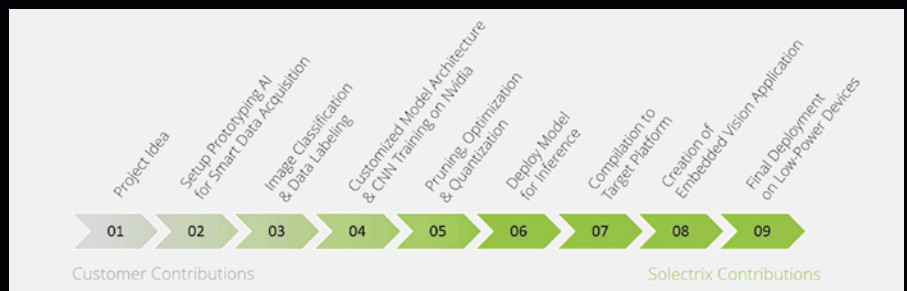 Project Idea
Setup Prototyping AI
for Smart Data Acquisition
Image Classification
& Data Labeling
Customized Model Architecture
& CNN Training on Nvidia
Pruning, Optimization
& Quantization
Deploy Model
for Inference
Compilation to
Target Platform
Creation of
Embedded Vision Application
Final Deployment
on Low-Power Devices
01 02 03 04 05 06 07 08 09
Customer Contributions Solectrix Contributions